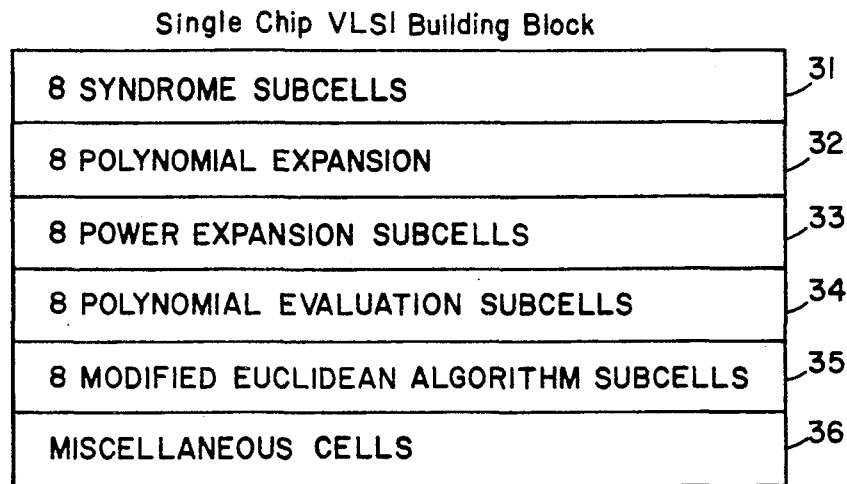 Single Chip VLSI Building Block
8 SYNDROME SUBCELLS 31
8 POLYNOMIAL EXPANSION 32
8 POWER EXPANSION SUBCELLS 33
8 POLYNOMIAL EVALUATION SUBCELLS 34
8 MODIFIED EUCLIDEAN ALGORITHM SUBCELLS 35
MISCELLANEOUS CELLS 36